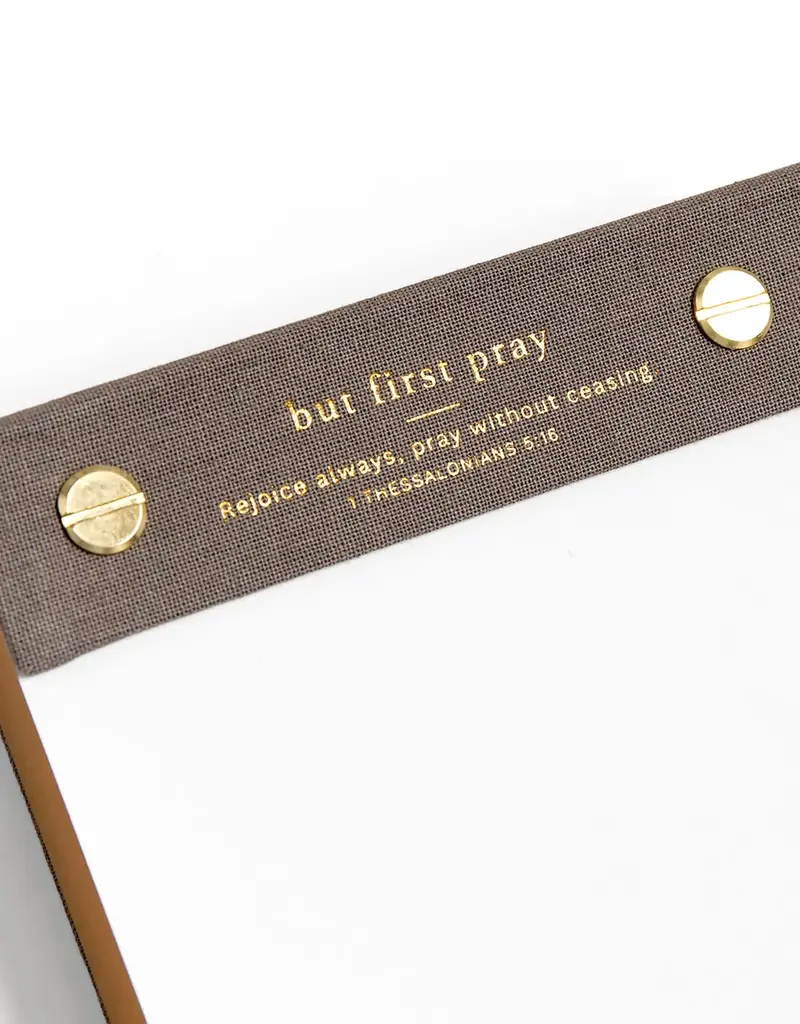 but first pray
Rejoice always, pray without ceasing
1 THESSALONIANS 5:16